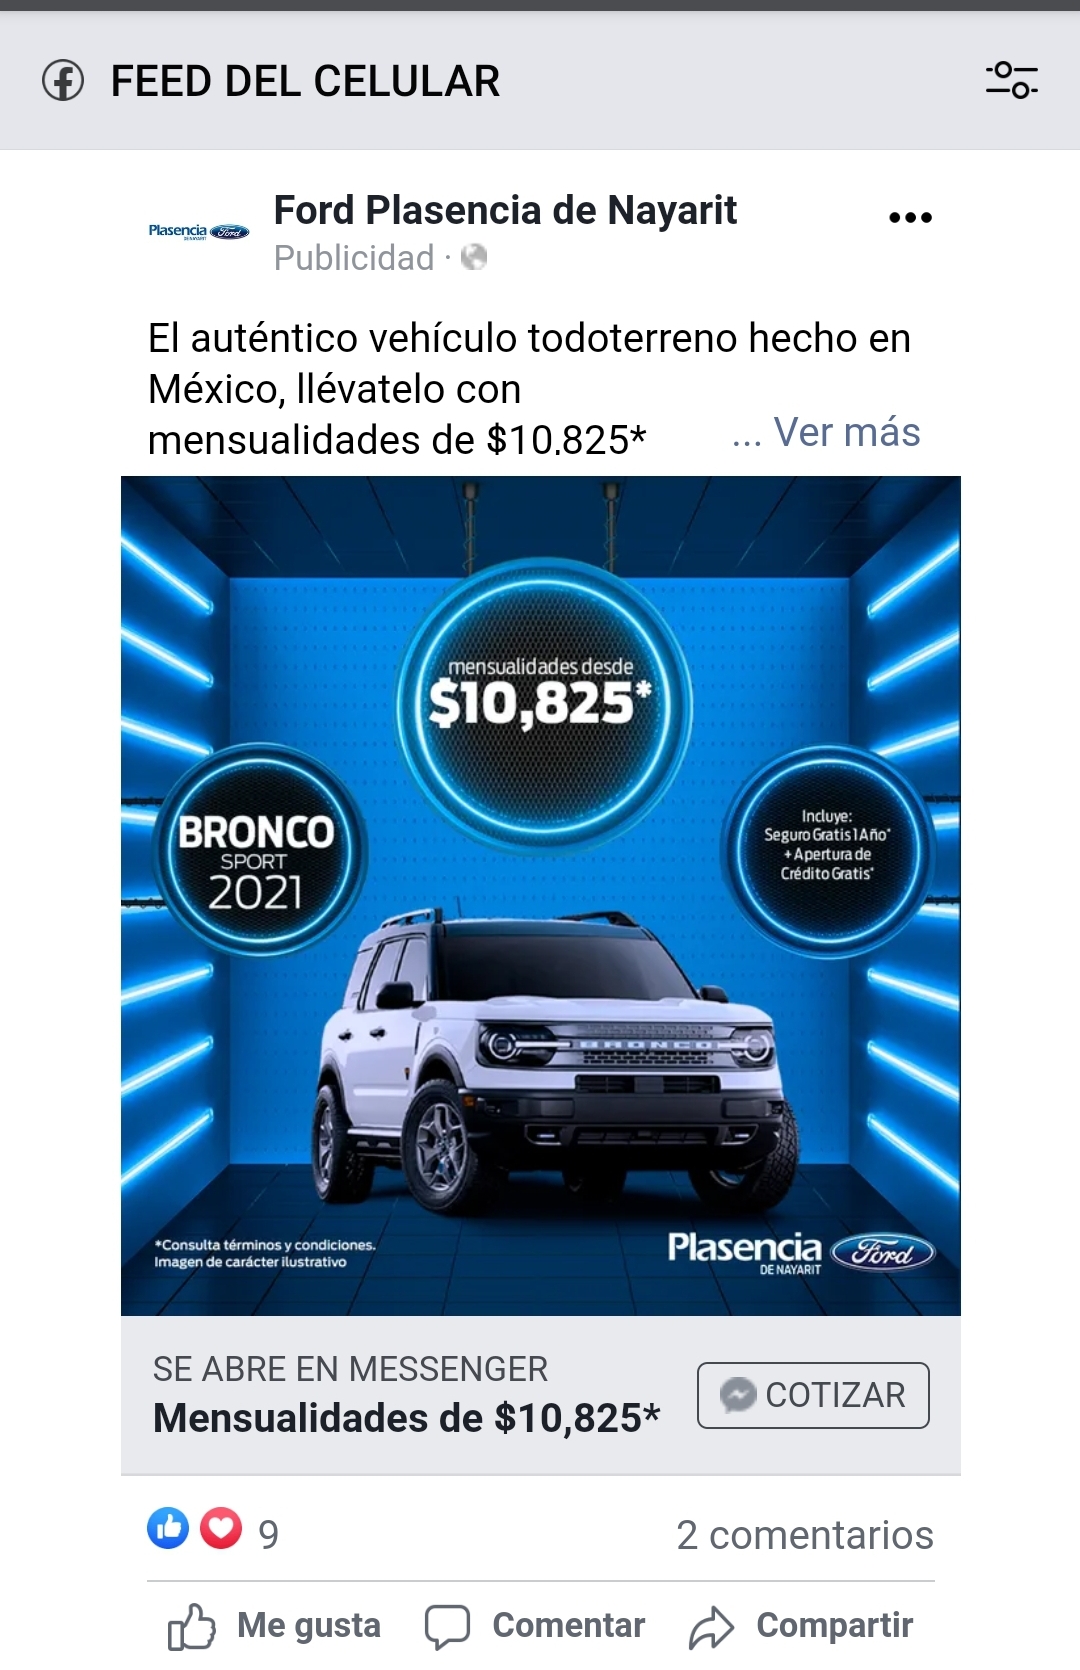 FEED DEL CELULAR
Plasencia Ford
DE NAYARIT
Ford Plasencia de Nayarit
Publicidad ·
El auténtico vehículo todoterreno hecho en
México, llévatelo con
mensualidades de $10,825*
... Ver más
mensualidades desde
$10,825*
BRONCO
SPORT
2021
Incluye:
Seguro Gratis 1 Año*
+ Apertura de
Crédito Gratis*
BRONCO
*Consulta términos y condiciones.
Imagen de carácter ilustrativo
Plasencia Ford
DE NAYARIT
SE ABRE EN MESSENGER
Mensualidades de $10,825*
COTIZAR
9
2 comentarios
Me gusta
Comentar
Compartir